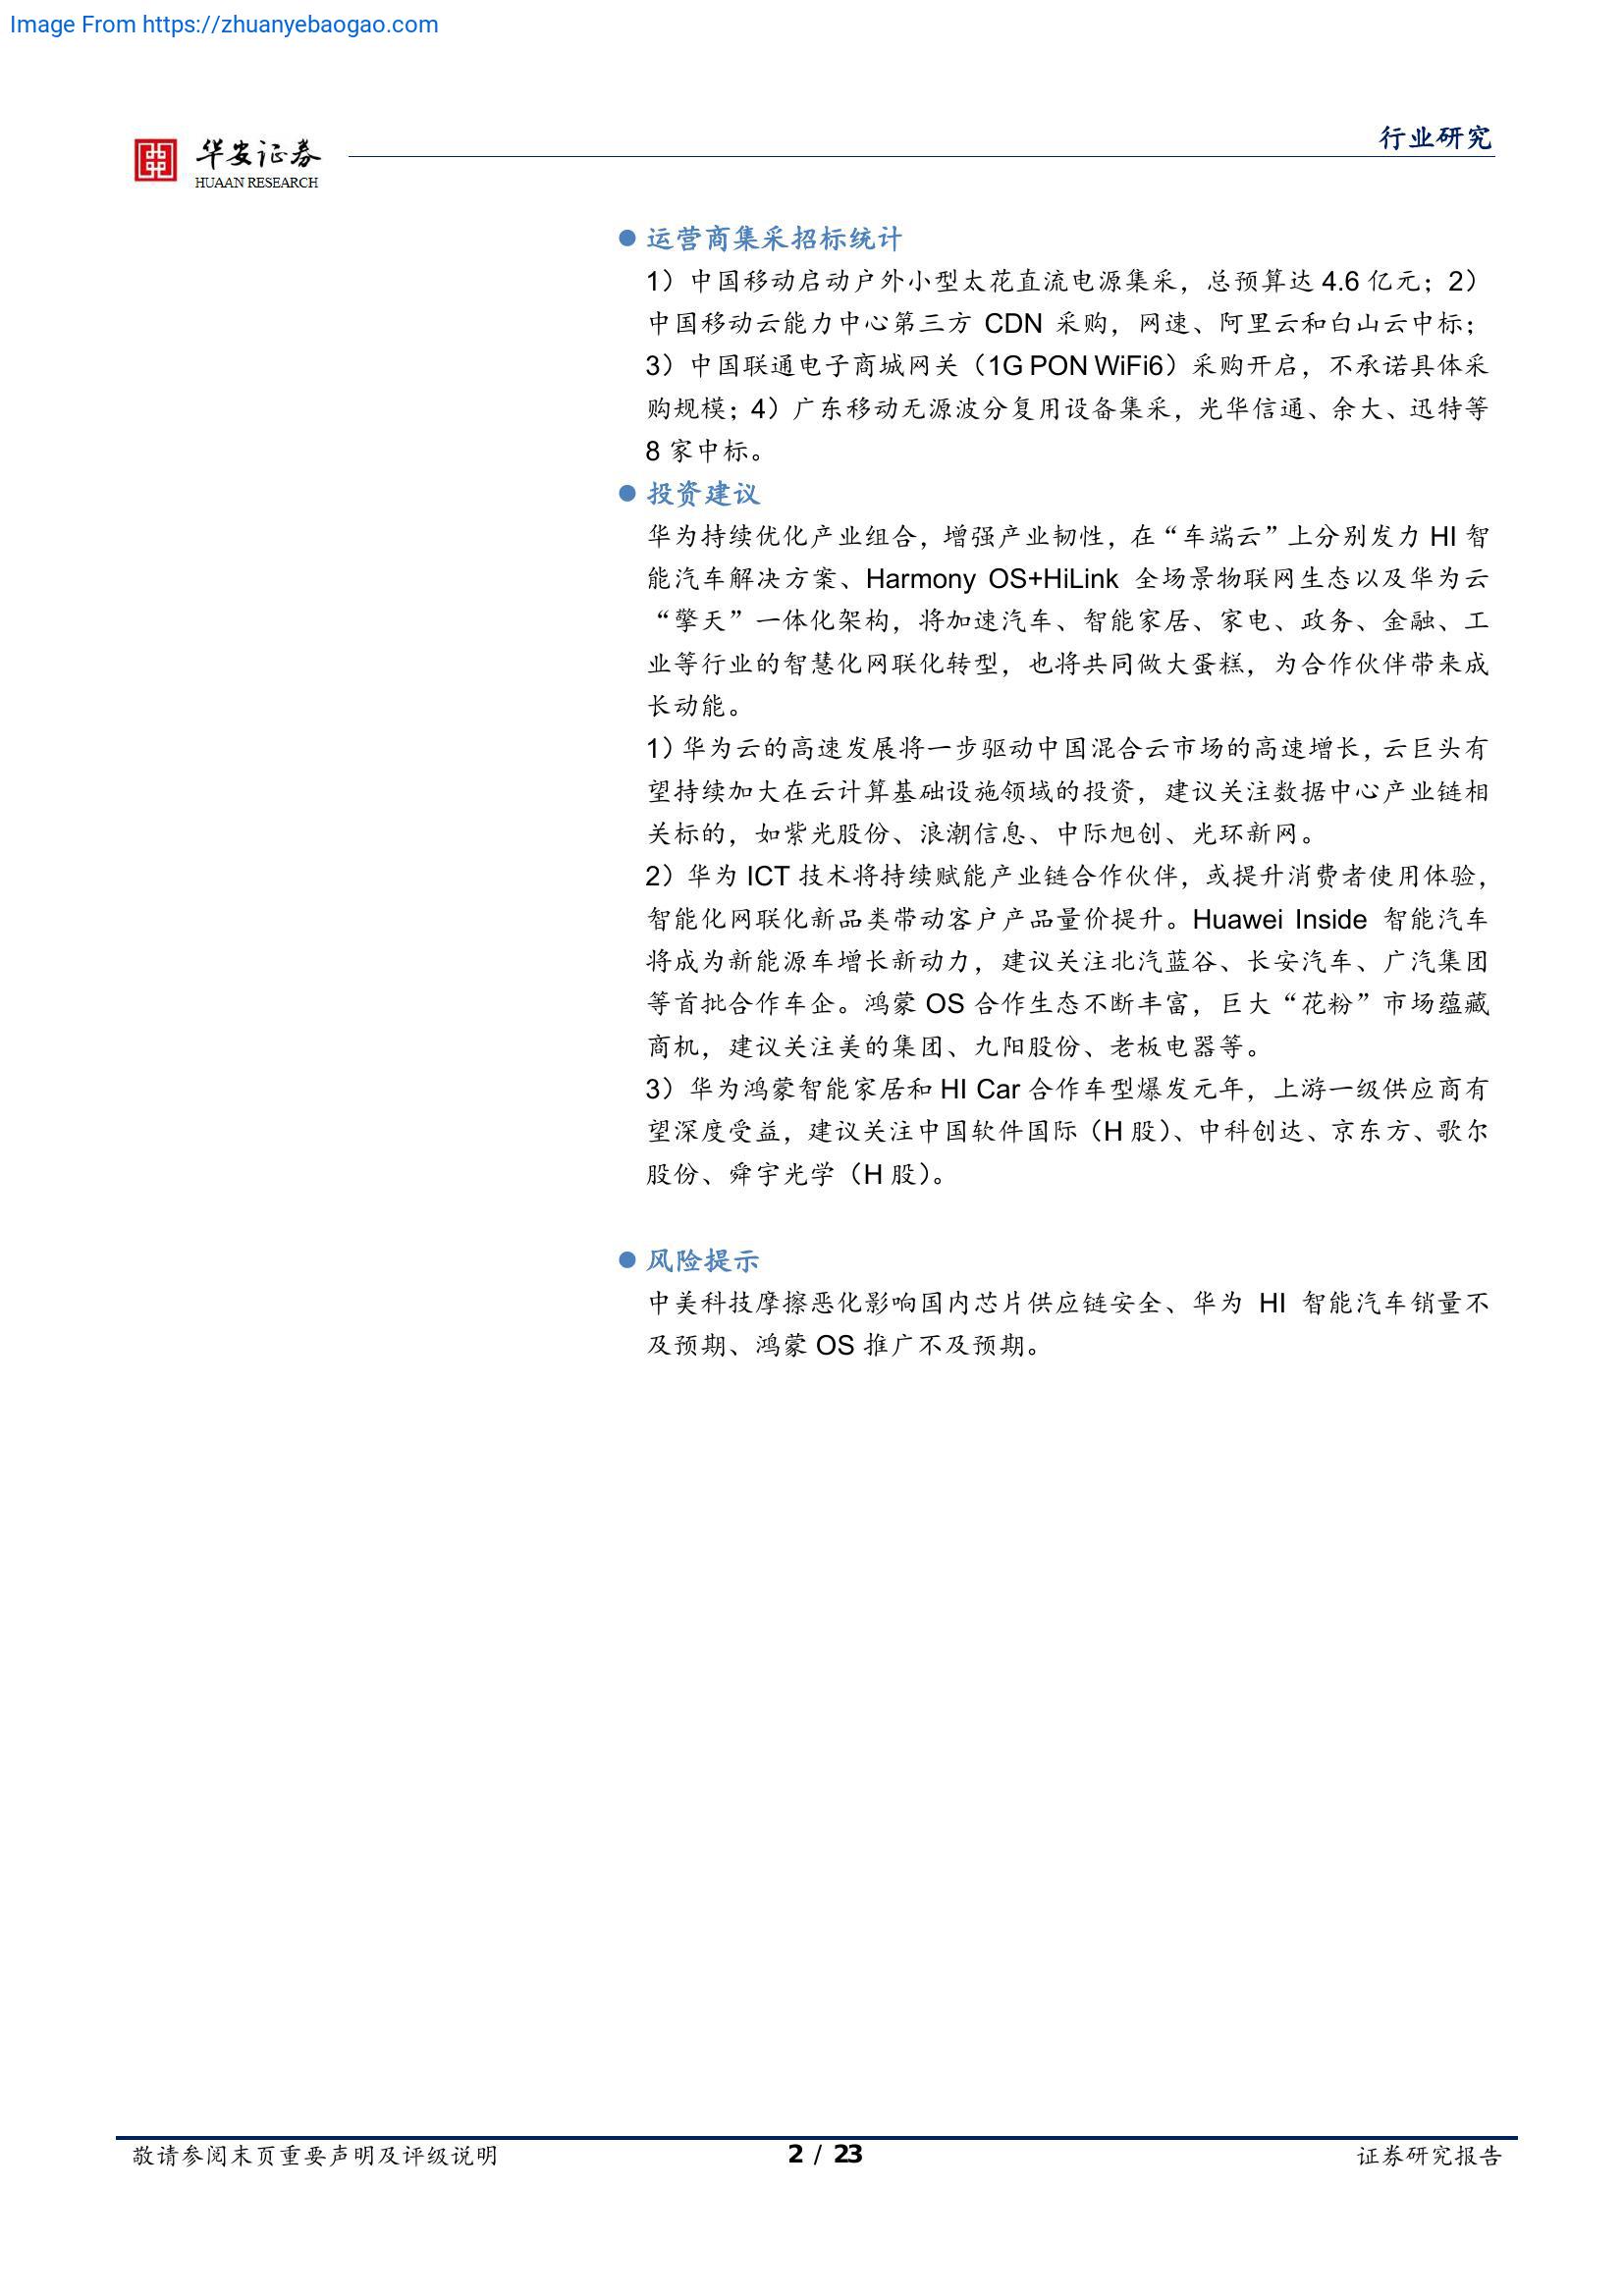 Image From https://zhuanyebaogao.com
华安证券
HUAAN RESEARCH
行业研究
运营商集采招标统计
1）中国移动启动户外小型太花直流电源集采，总预算达 4.6 亿元；2）
中国移动云能力中心第三方 CDN 采购，网速、阿里云和白山云中标；
3）中国联通电子商城网关（1G PON WiFi6）采购开启，不承诺具体采
购规模；4）广东移动无源波分复用设备集采，光华信通、余大、迅特等
8 家中标。
投资建议
华为持续优化产业组合，增强产业韧性，在“车端云”上分别发力 HI 智
能汽车解决方案、Harmony OS+HiLink 全场景物联网生态以及华为云
“擎天”一体化架构，将加速汽车、智能家居、家电、政务、金融、工
业等行业的智慧化网联化转型，也将共同做大蛋糕，为合作伙伴带来成
长动能。
1）华为云的高速发展将一步驱动中国混合云市场的高速增长，云巨头有
望持续加大在云计算基础设施领域的投资，建议关注数据中心产业链相
关标的，如紫光股份、浪潮信息、中际旭创、光环新网。
2）华为 ICT 技术将持续赋能产业链合作伙伴，或提升消费者使用体验，
智能化网联化新品类带动客户产品量价提升。Huawei Inside 智能汽车
将成为新能源车增长新动力，建议关注北汽蓝谷、长安汽车、广汽集团
等首批合作车企。鸿蒙 OS 合作生态不断丰富，巨大“花粉”市场蕴藏
商机，建议关注美的集团、九阳股份、老板电器等。
3）华为鸿蒙智能家居和 HI Car 合作车型爆发元年，上游一级供应商有
望深度受益，建议关注中国软件国际（H 股）、中科创达、京东方、歌尔
股份、舜宇光学（H 股）。
风险提示
中美科技摩擦恶化影响国内芯片供应链安全、华为 HI 智能汽车销量不
及预期、鸿蒙 OS 推广不及预期。
敬请参阅末页重要声明及评级说明
2 / 23
证券研究报告